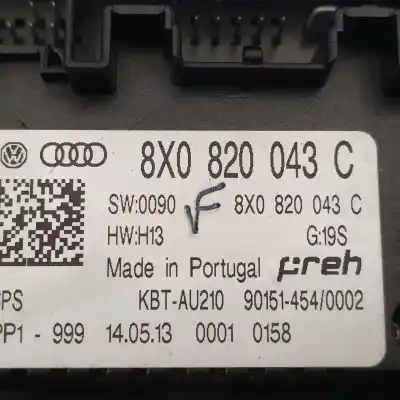 8X0 820 043 C
SW:0090 8X0 820 043 C
HW:H13 G:19S
Made in Portugal preh
KBT-AU210 90151-454/0002
999 14.05.13 0001 0158